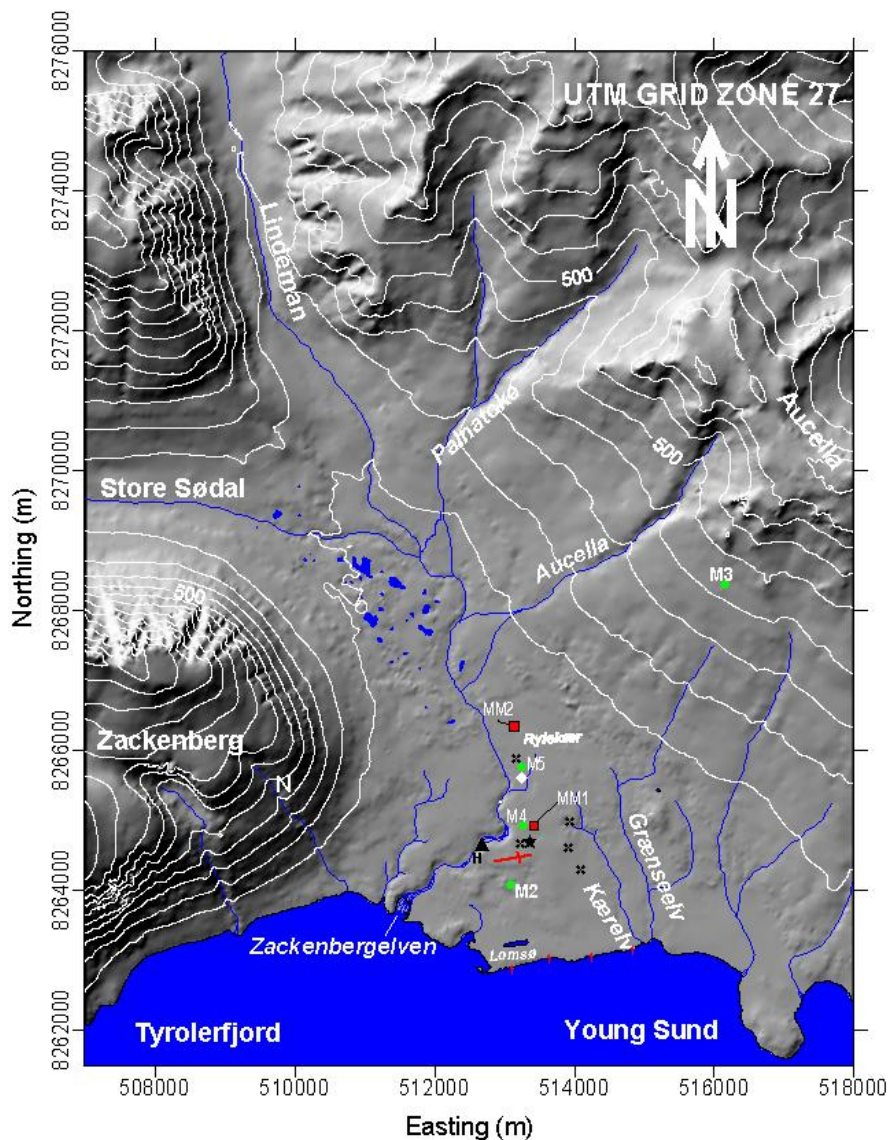 8276000
UTM GRID ZONE 27
8274000
N
Lindeman
500
8272000
Palnatoke
Aucella
500
8270000
Store Sødal
Aucella
M3
8268000
500
Northing (m)
MM2
Rylekær
8266000
Zackenberg
M5
N
M4
MM1
Grænseelv
H
8264000
M2
Kærelv
Zackenbergelven
Lomsø
8262000
Tyrolerfjord
Young Sund
508000 510000 512000 514000 516000 518000
Easting (m)